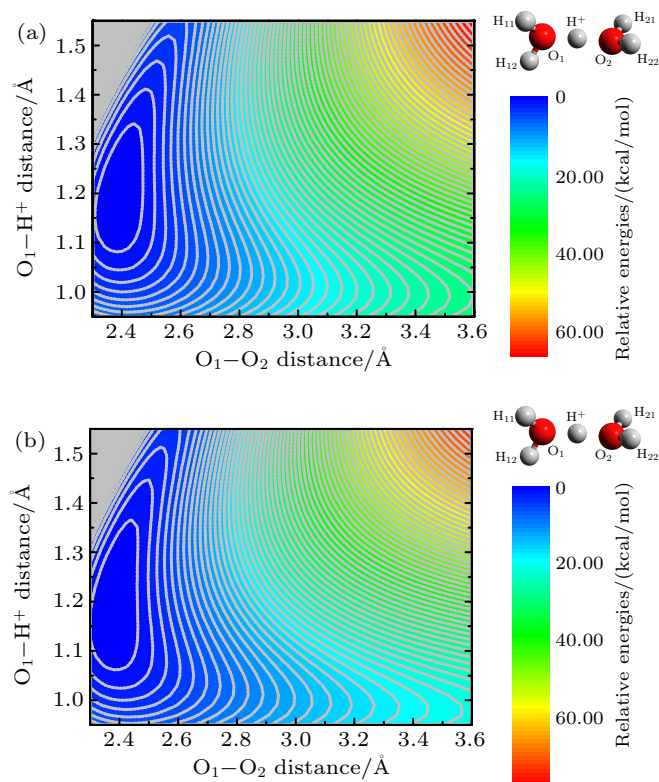 (a)
1.5
1.4
1.3
1.2
1.1
1.0
O₁−H⁺ distance/Å
2.4 2.6 2.8 3.0 3.2 3.4 3.6
O₁−O₂ distance/Å
H₁₁ H⁺ H₂₁
H₁₂ O₁ O₂ H₂₂
0
20.00
40.00
60.00
Relative energies/(kcal/mol)
(b)
1.5
1.4
1.3
1.2
1.1
1.0
O₁−H⁺ distance/Å
2.4 2.6 2.8 3.0 3.2 3.4 3.6
O₁−O₂ distance/Å
H₁₁ H⁺ H₂₁
H₁₂ O₁ O₂ H₂₂
0
20.00
40.00
60.00
Relative energies/(kcal/mol)